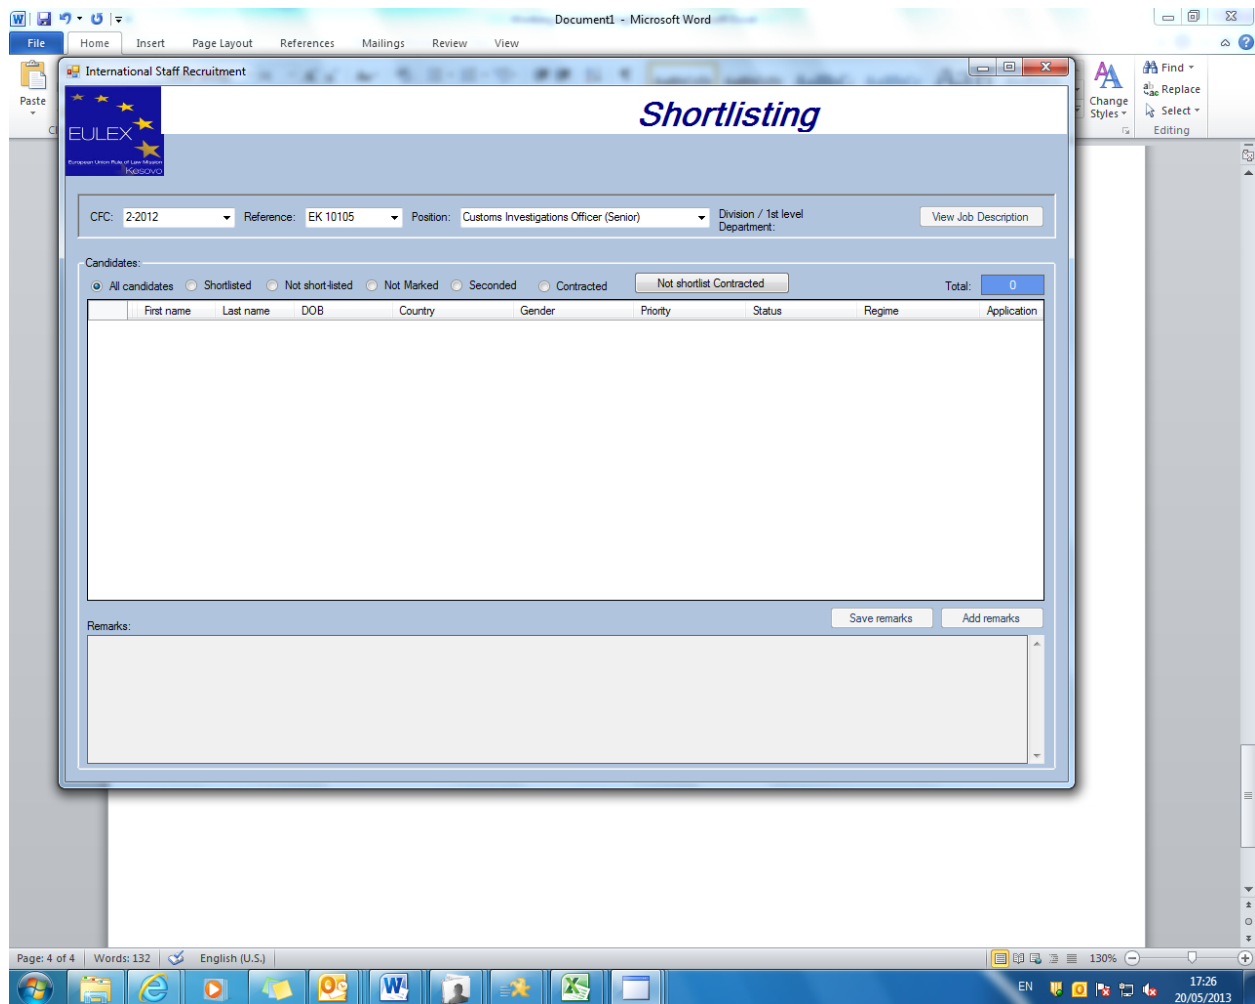 Document1 - Microsoft Word
File Home Insert Page Layout References Mailings Review View
Paste
International Staff Recruitment
Change Styles
Find
Replace
Select
Editing
EULEX
European Union Rule of Law Mission
Kosovo
Shortlisting
CFC: 2-2012 Reference: EK 10105 Position: Customs Investigations Officer (Senior) Division / 1st level
Department:
View Job Description
Candidates:
All candidates Shortlisted Not short-listed Not Marked Seconded Contracted Not shortlist Contracted Total: 0
First name Last name DOB Country Gender Priority Status Regime Application
Save remarks Add remarks
Remarks:
Page: 4 of 4 Words: 132 English (U.S.) 130%
EN 17:26
20/05/2013